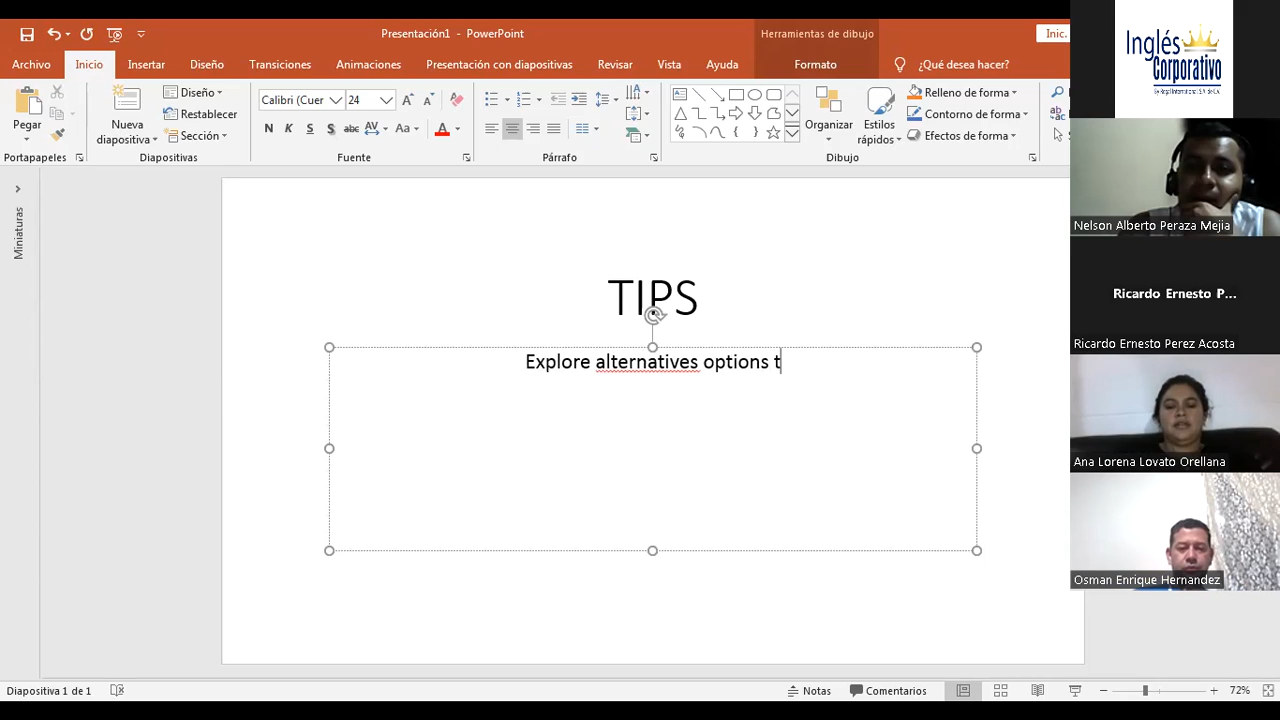 Presentación1 - PowerPoint
Herramientas de dibujo
Inic.
Archivo
Inicio
Insertar
Diseño
Transiciones
Animaciones
Presentación con diapositivas
Revisar
Vista
Ayuda
Formato
¿Qué desea hacer?
Pegar
Nueva
diapositiva
Diseño
Restablecer
Sección
Calibri (Cuer
24
N K S abc Aa A
Organizar
Estilos
rápidos
Relleno de forma
Contorno de forma
Efectos de forma
Portapapeles
Diapositivas
Fuente
Párrafo
Dibujo
Miniaturas
TIPS
Explore alternatives options t
Inglés
Corporativo
Nelson Alberto Peraza Mejia
Ricardo Ernesto P...
Ricardo Ernesto Perez Acosta
Ana Lorena Lovato Orellana
Osman Enrique Hernandez
Diapositiva 1 de 1
Notas
Comentarios
72%